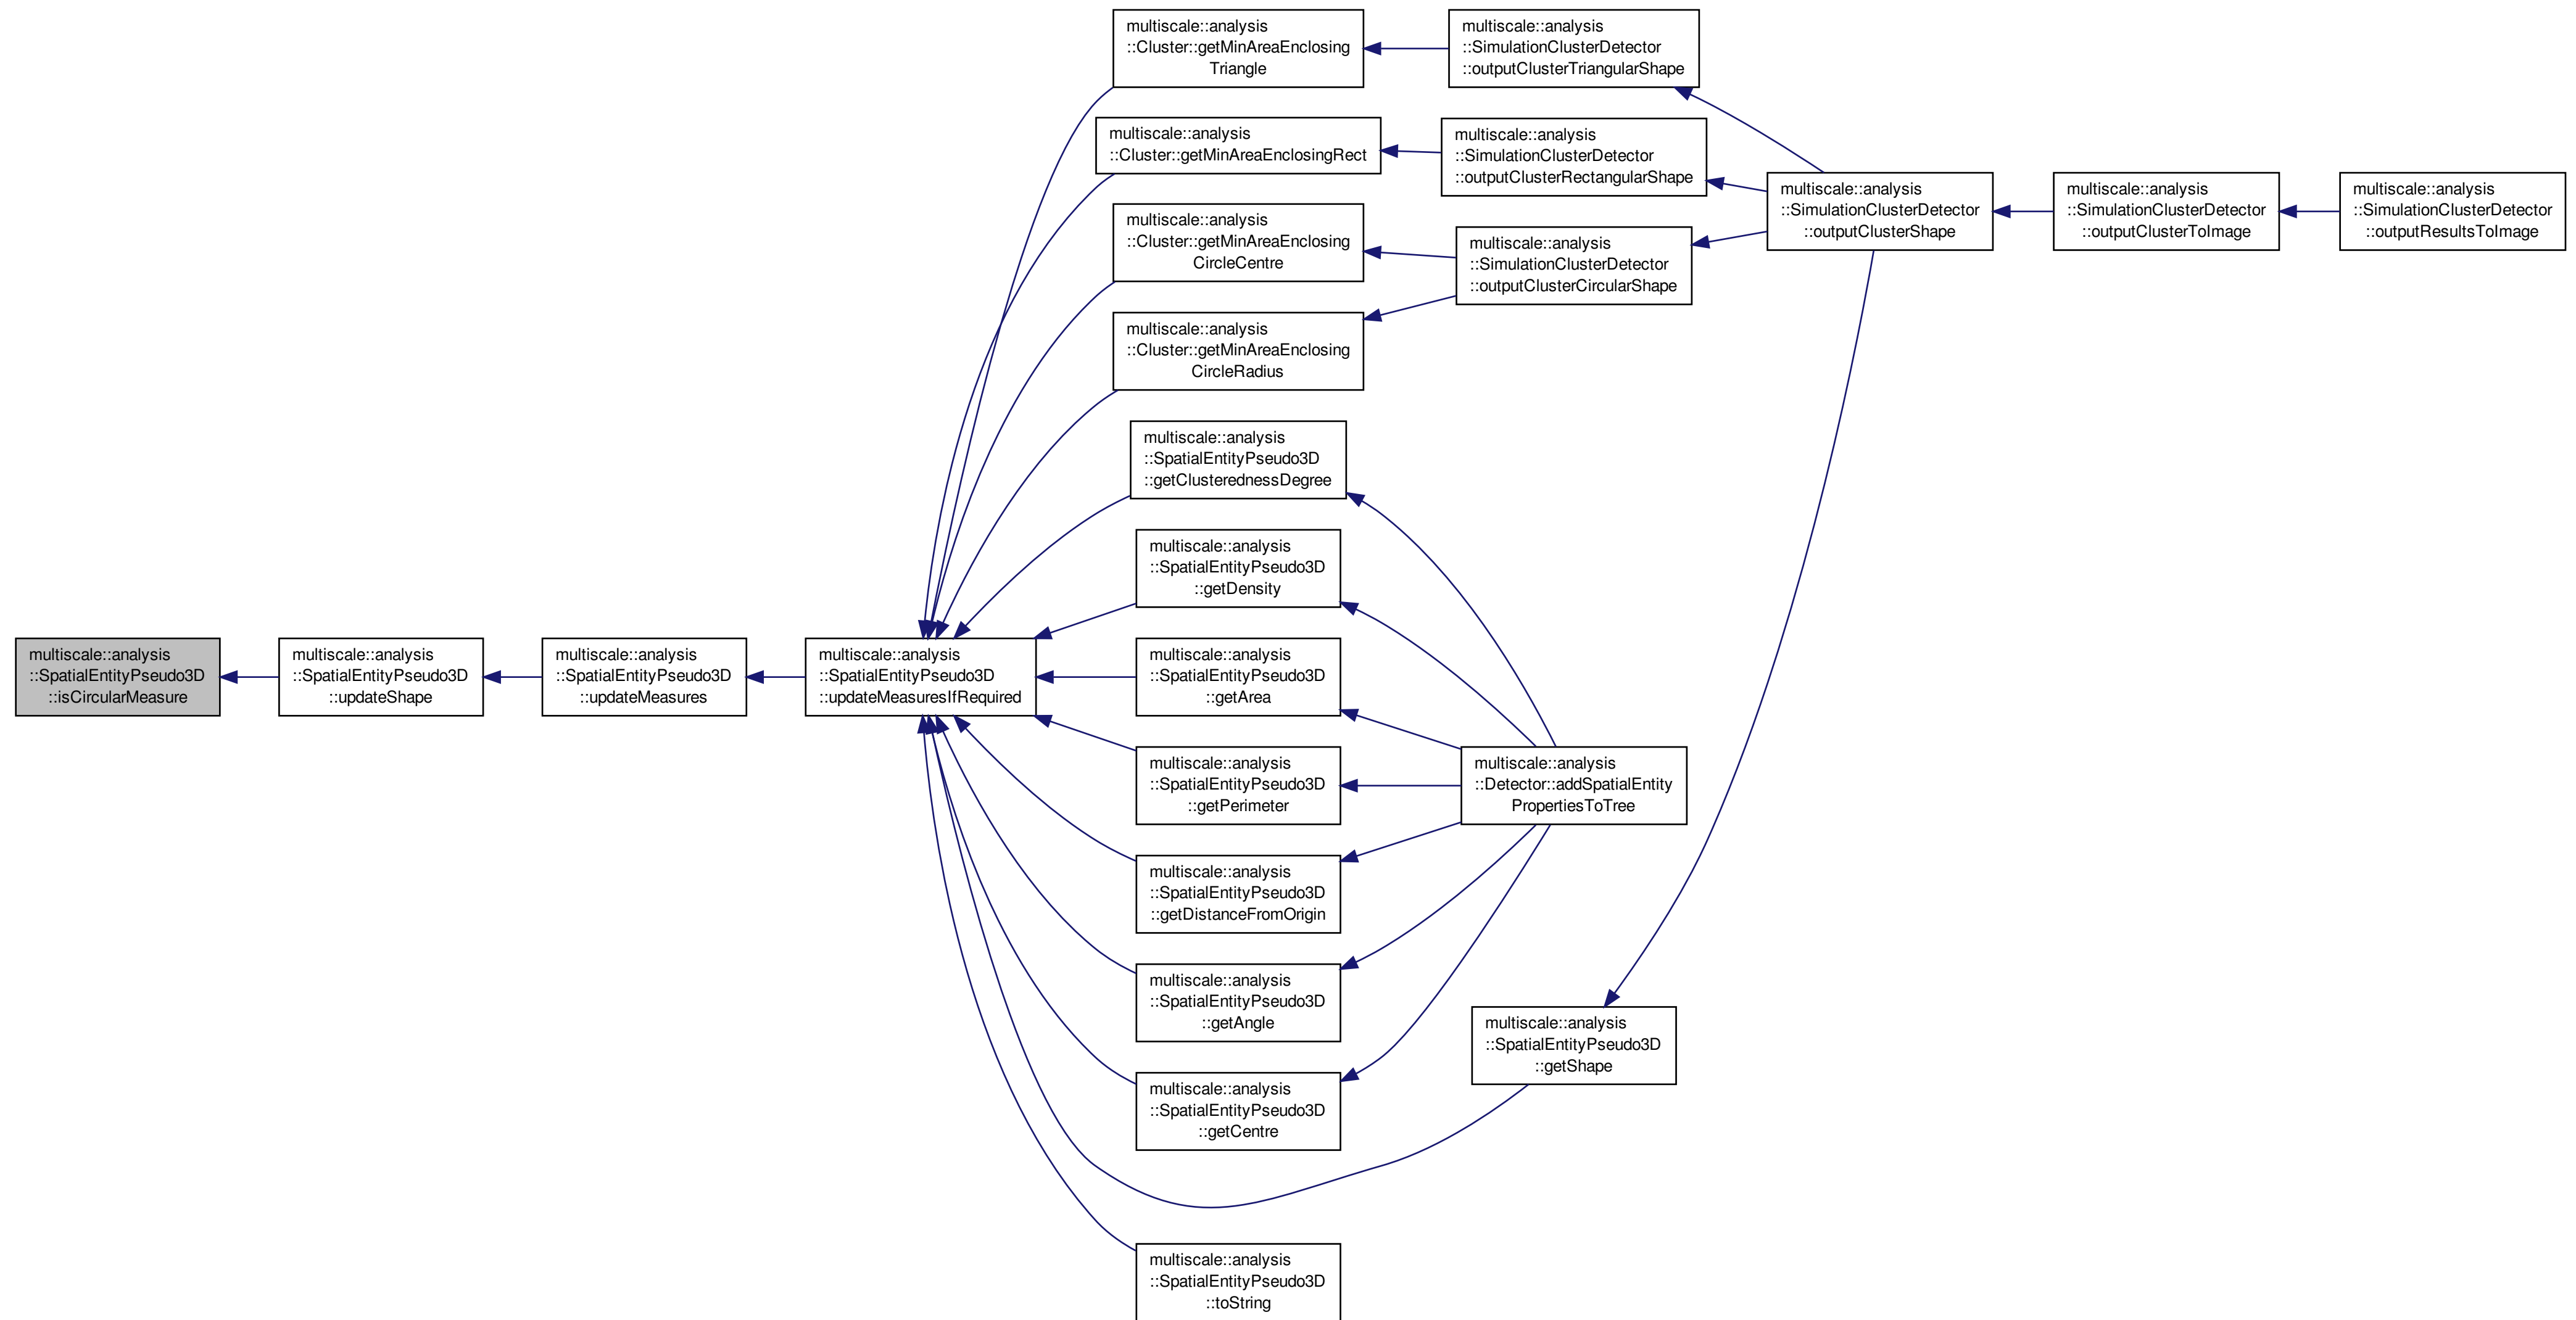 multiscale::analysis
::Cluster::getMinAreaEnclosing
Triangle
multiscale::analysis
::SimulationClusterDetector
::outputClusterTriangularShape
multiscale::analysis
::Cluster::getMinAreaEnclosingRect
multiscale::analysis
::SimulationClusterDetector
::outputClusterRectangularShape
multiscale::analysis
::SimulationClusterDetector
::outputClusterShape
multiscale::analysis
::SimulationClusterDetector
::outputClusterToImage
multiscale::analysis
::SimulationClusterDetector
::outputResultsToImage
multiscale::analysis
::Cluster::getMinAreaEnclosing
CircleCentre
multiscale::analysis
::SimulationClusterDetector
::outputClusterCircularShape
multiscale::analysis
::Cluster::getMinAreaEnclosing
CircleRadius
multiscale::analysis
::SpatialEntityPseudo3D
::getClusterednessDegree
multiscale::analysis
::SpatialEntityPseudo3D
::getDensity
multiscale::analysis
::SpatialEntityPseudo3D
::isCircularMeasure
multiscale::analysis
::SpatialEntityPseudo3D
::updateShape
multiscale::analysis
::SpatialEntityPseudo3D
::updateMeasures
multiscale::analysis
::SpatialEntityPseudo3D
::updateMeasuresIfRequired
multiscale::analysis
::SpatialEntityPseudo3D
::getArea
multiscale::analysis
::SpatialEntityPseudo3D
::getPerimeter
multiscale::analysis
::Detector::addSpatialEntity
PropertiesToTree
multiscale::analysis
::SpatialEntityPseudo3D
::getDistanceFromOrigin
multiscale::analysis
::SpatialEntityPseudo3D
::getAngle
multiscale::analysis
::SpatialEntityPseudo3D
::getShape
multiscale::analysis
::SpatialEntityPseudo3D
::getCentre
multiscale::analysis
::SpatialEntityPseudo3D
::toString